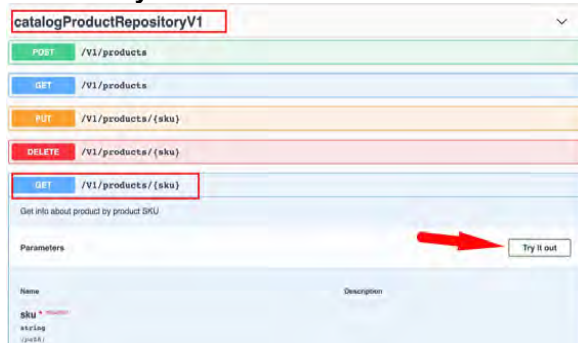 catalogProductRepositoryV1
POST /V1/products
GET /V1/products
PUT /V1/products/{sku}
DELETE /V1/products/{sku}
GET /V1/products/{sku}
Get info about product by product SKU
Parameters
Try it out
Name Description
sku *
string
(path)